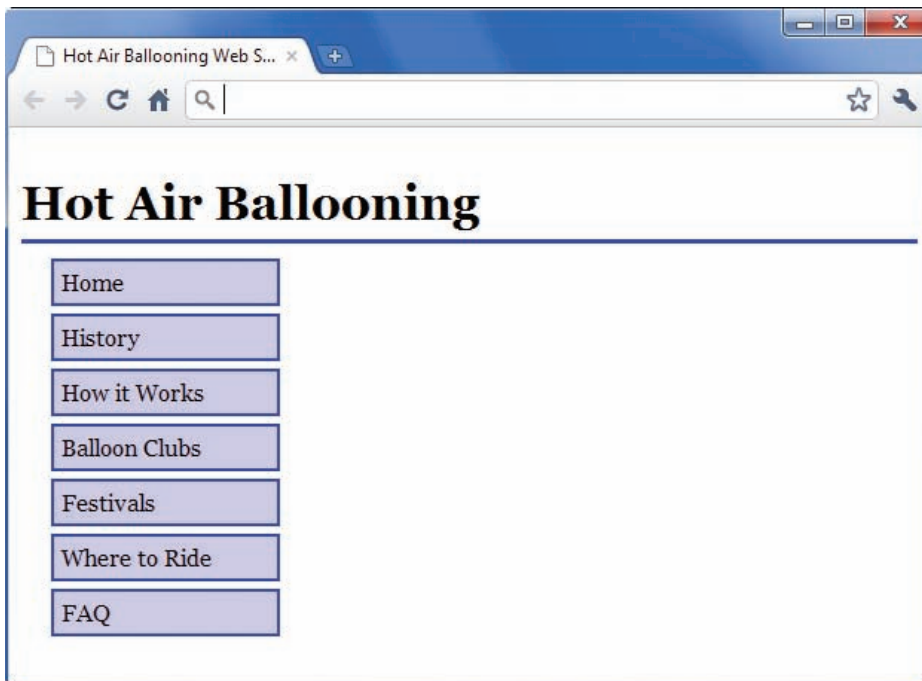 Hot Air Ballooning Web S...
Hot Air Ballooning
Home
History
How it Works
Balloon Clubs
Festivals
Where to Ride
FAQ